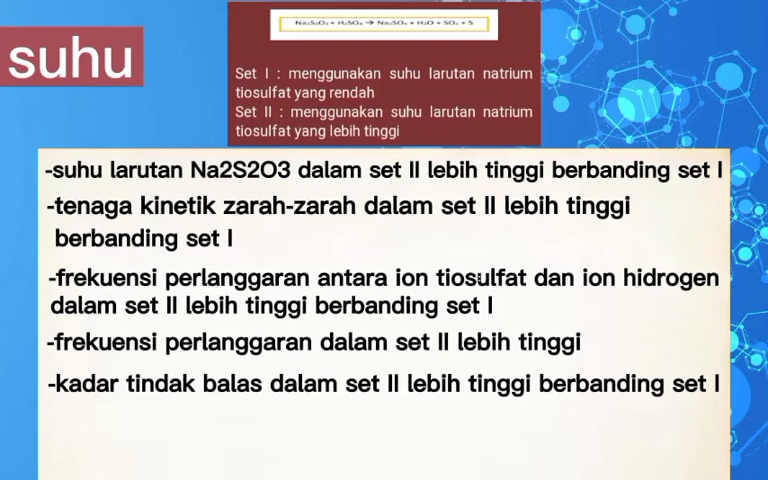 suhu
Na₂S₂O₃ + H₂SO₄ → Na₂SO₄ + H₂O + SO₂ + S
Set I : menggunakan suhu larutan natrium
tiosulfat yang rendah
Set II : menggunakan suhu larutan natrium
tiosulfat yang lebih tinggi
-suhu larutan Na2S2O3 dalam set II lebih tinggi berbanding set I
-tenaga kinetik zarah-zarah dalam set II lebih tinggi
berbanding set I
-frekuensi perlanggaran antara ion tiosulfat dan ion hidrogen
dalam set II lebih tinggi berbanding set I
-frekuensi perlanggaran dalam set II lebih tinggi
-kadar tindak balas dalam set II lebih tinggi berbanding set I